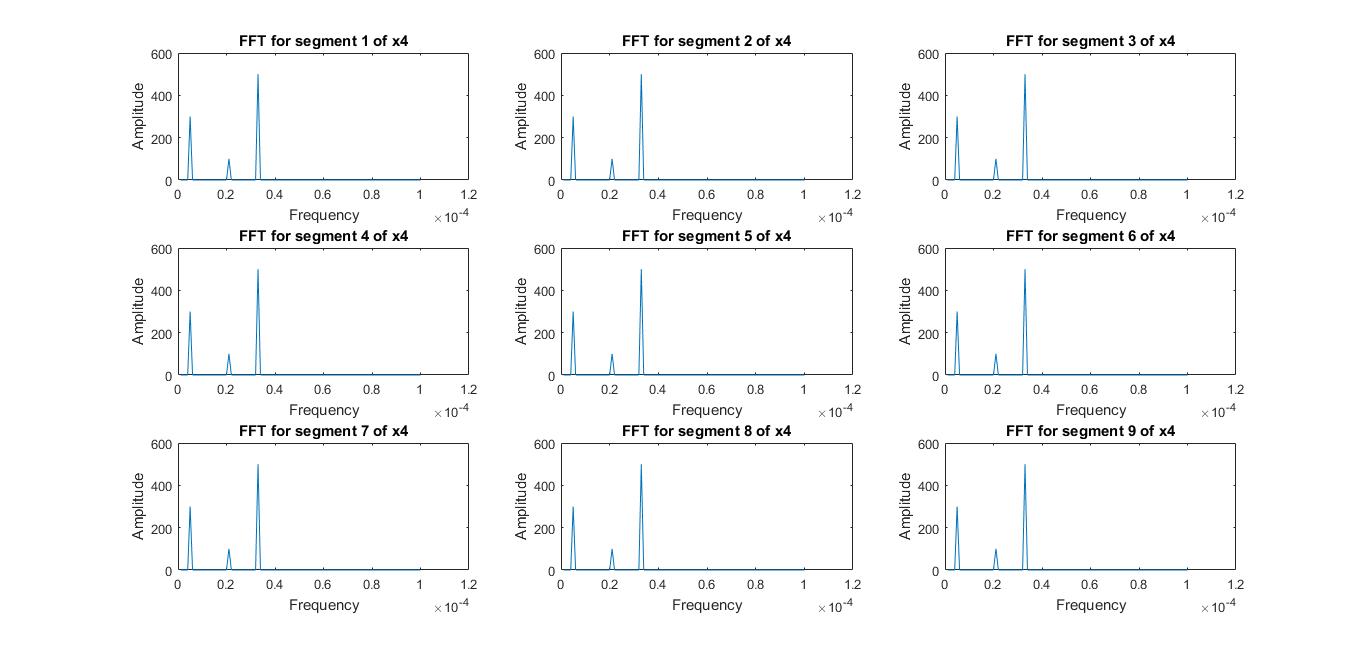 FFT for segment 1 of x4
600
400
200
0
Amplitude
0 0.2 0.4 0.6 0.8 1 1.2
Frequency
×10-4
FFT for segment 2 of x4
600
400
200
0
Amplitude
0 0.2 0.4 0.6 0.8 1 1.2
Frequency
×10-4
FFT for segment 3 of x4
600
400
200
0
Amplitude
0 0.2 0.4 0.6 0.8 1 1.2
Frequency
×10-4
FFT for segment 4 of x4
600
400
200
0
Amplitude
0 0.2 0.4 0.6 0.8 1 1.2
Frequency
×10-4
FFT for segment 5 of x4
600
400
200
0
Amplitude
0 0.2 0.4 0.6 0.8 1 1.2
Frequency
×10-4
FFT for segment 6 of x4
600
400
200
0
Amplitude
0 0.2 0.4 0.6 0.8 1 1.2
Frequency
×10-4
FFT for segment 7 of x4
600
400
200
0
Amplitude
0 0.2 0.4 0.6 0.8 1 1.2
Frequency
×10-4
FFT for segment 8 of x4
600
400
200
0
Amplitude
0 0.2 0.4 0.6 0.8 1 1.2
Frequency
×10-4
FFT for segment 9 of x4
600
400
200
0
Amplitude
0 0.2 0.4 0.6 0.8 1 1.2
Frequency
×10-4